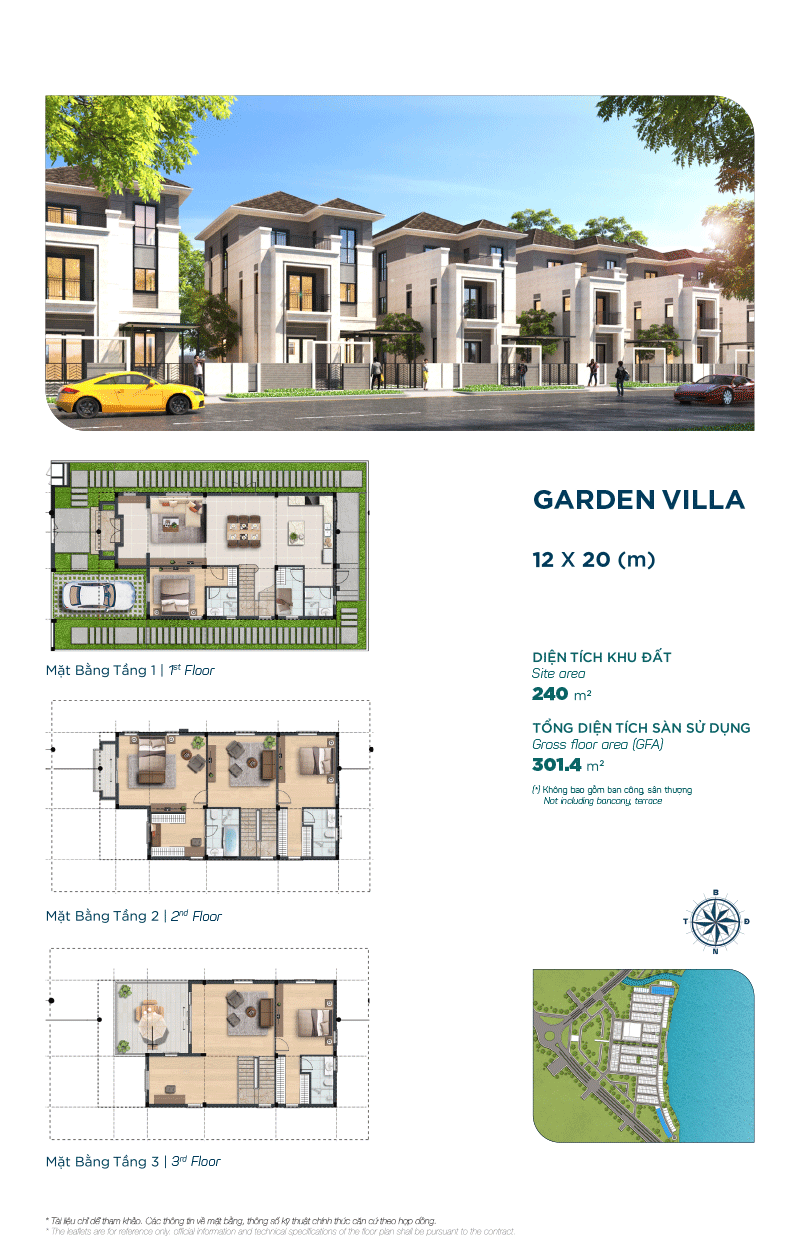 GARDEN VILLA
12 X 20 (m)
DIỆN TÍCH KHU ĐẤT
Site area
240 m²
TỔNG DIỆN TÍCH SÀN SỬ DỤNG
Gross floor area (GFA)
301.4 m²
(*) Không bao gồm ban công, sân thượng
Not including bancony, terrace
Mặt Bằng Tầng 1 | 1st Floor
Mặt Bằng Tầng 2 | 2nd Floor
B
T Đ
N
Mặt Bằng Tầng 3 | 3rd Floor
* Tài liệu chỉ để tham khảo. Các thông tin về mặt bằng, thông số kỹ thuật chính thức căn cứ theo hợp đồng.
* The leaflets are for reference only. official information and technical specifications of the floor plan shall be pursuant to the contract.